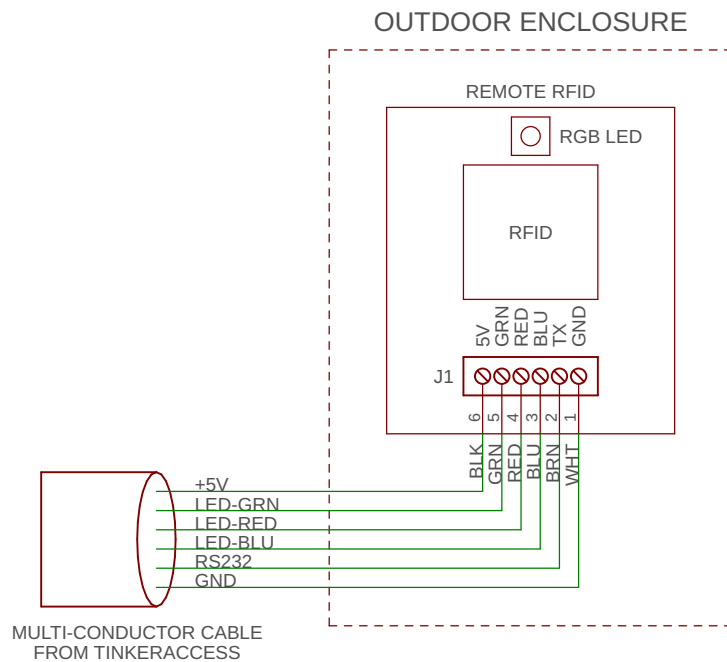 OUTDOOR ENCLOSURE
REMOTE RFID
RGB LED
RFID
5V GRN RED BLU TX GND
J1
6 5 4 3 2 1
BLK GRN RED BLU BRN WHT
+5V
LED-GRN
LED-RED
LED-BLU
RS232
GND
MULTI-CONDUCTOR CABLE
FROM TINKERACCESS